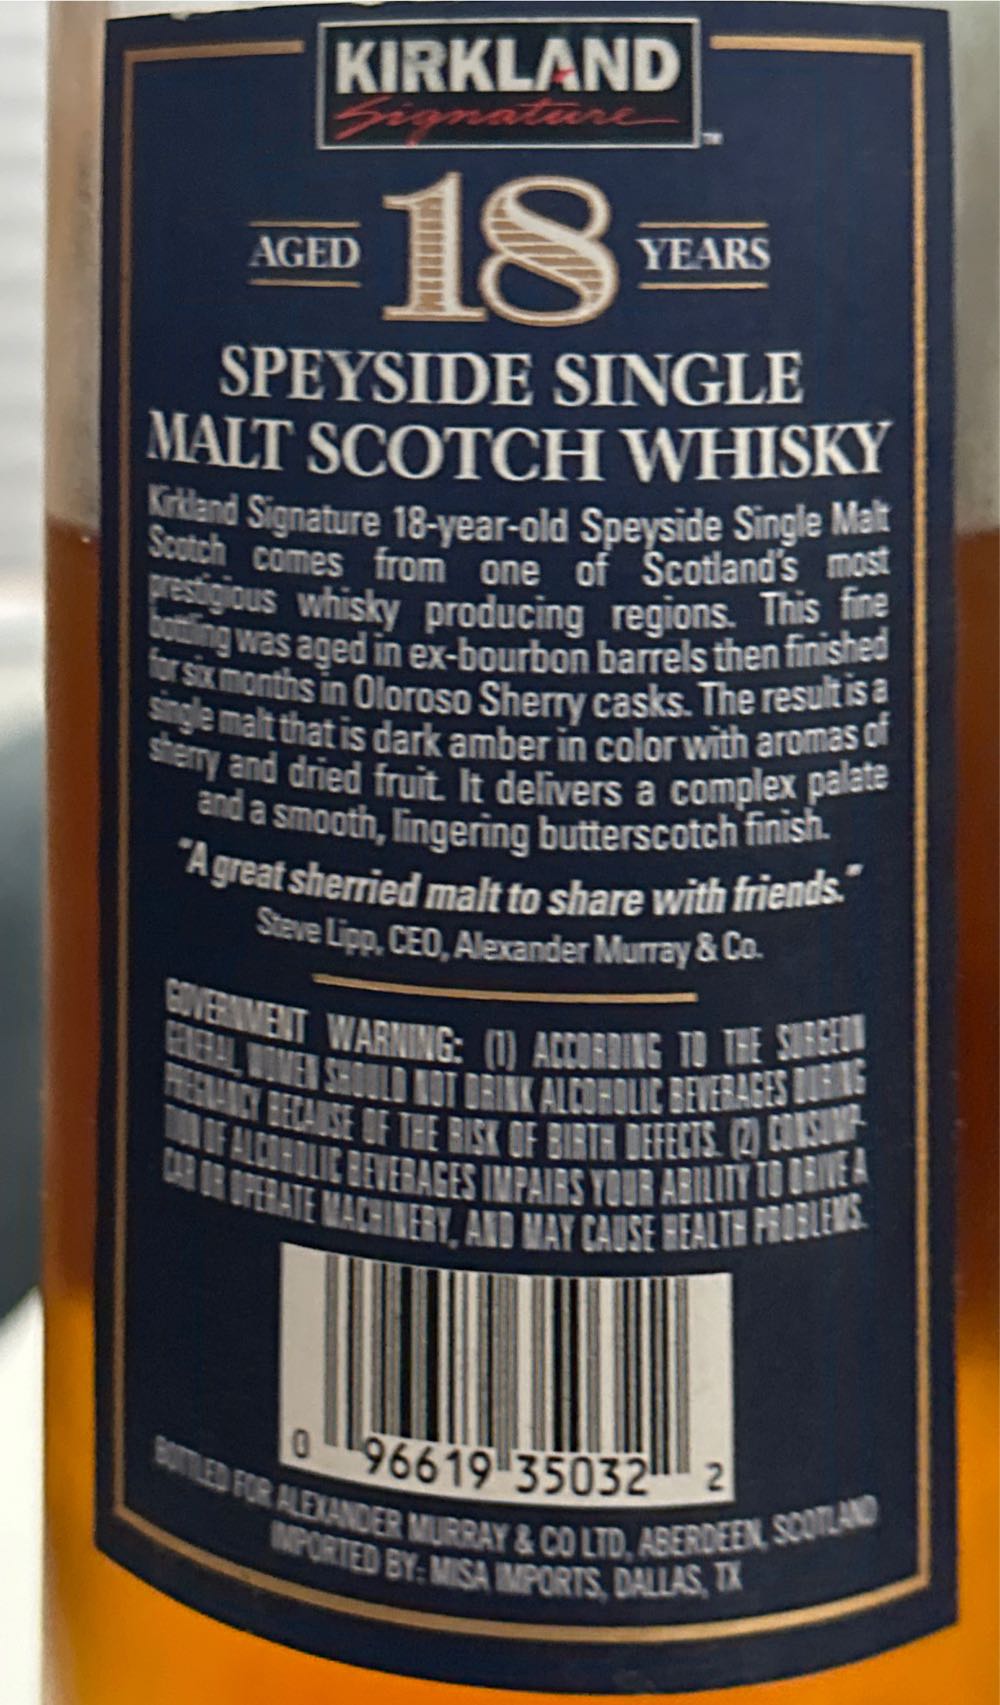 KIRKLAND
Signature™
AGED 18 YEARS
SPEYSIDE SINGLE
MALT SCOTCH WHISKY
Kirkland Signature 18-year-old Speyside Single Malt
Scotch comes from one of Scotland's most
prestigious whisky producing regions. This fine
bottling was aged in ex-bourbon barrels then finished
for six months in Oloroso Sherry casks. The result is a
single malt that is dark amber in color with aromas of
sherry and dried fruit. It delivers a complex palate
and a smooth, lingering butterscotch finish.
"A great sherried malt to share with friends."
Steve Lipp, CEO, Alexander Murray & Co.
GOVERNMENT WARNING: (1) ACCORDING TO THE SURGEON
GENERAL, WOMEN SHOULD NOT DRINK ALCOHOLIC BEVERAGES DURING
PREGNANCY BECAUSE OF THE RISK OF BIRTH DEFECTS. (2) CONSUMP-
TION OF ALCOHOLIC BEVERAGES IMPAIRS YOUR ABILITY TO DRIVE A
CAR OR OPERATE MACHINERY, AND MAY CAUSE HEALTH PROBLEMS.
0 96619 35032 2
BOTTLED FOR ALEXANDER MURRAY & CO LTD, ABERDEEN, SCOTLAND
IMPORTED BY: MISA IMPORTS, DALLAS, TX